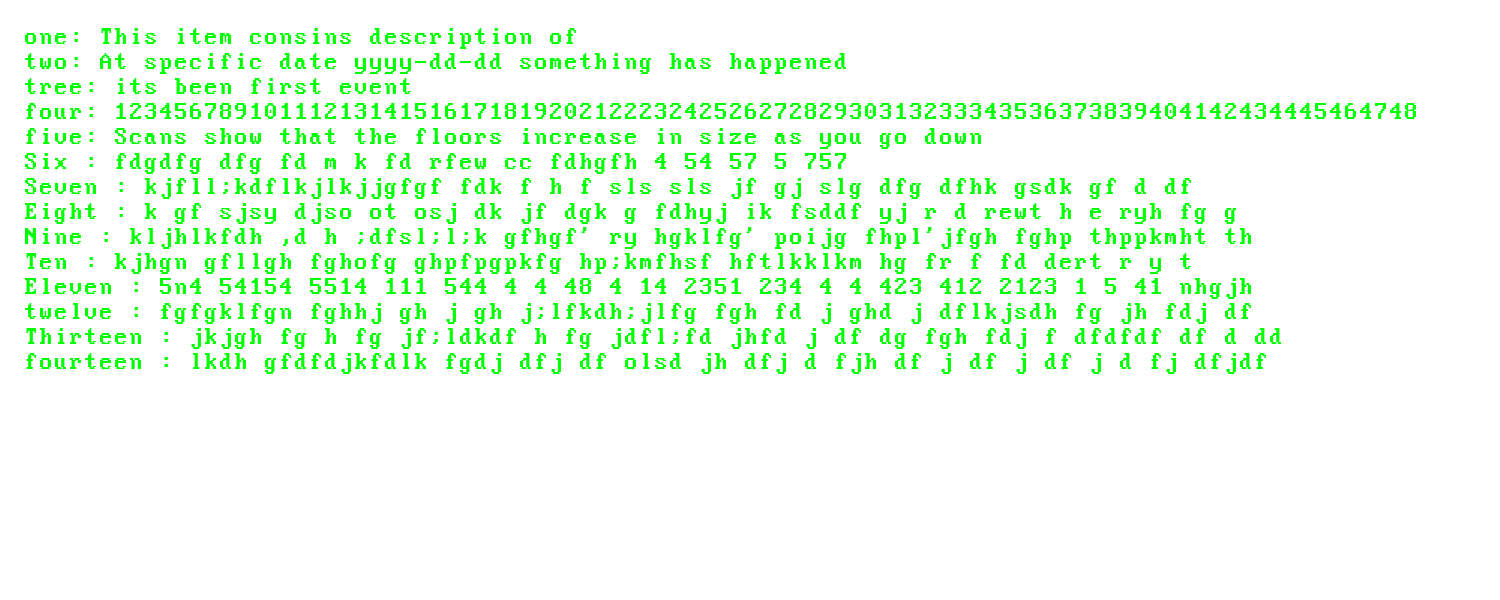 one: This item consins description of
two: At specific date yyyy-dd-dd something has happened
tree: its been first event
four: 123456789101112131415161718192021222324252627282930313233343536373839404142434445464748
five: Scans show that the floors increase in size as you go down
Six : fdgdfg dfg fd m k fd rfew cc fdhgfh 4 54 57 5 757
Seven : kjfll;kdflkjlkjjgfgf fdk f h f sls sls jf gj slg dfg dfhk gsdk gf d df
Eight : k gf sjsy djso ot osj dk jf dgk g fdhyj ik fsddf yj r d rewt h e ryh fg g
Nine : kljhlkfdh ,d h ;dfsl;l;k gfhgf' ry hgklfg' poijg fhpl'jfgh fghp thppkmht th
Ten : kjhgn gfllgh fghofg ghpfpgpkfg hp;kmfhsf hftlkklkm hg fr f fd dert r y t
Eleven : 5n4 54154 5514 111 544 4 4 48 4 14 2351 234 4 4 423 412 2123 1 5 41 nhgjh
twelve : fgfgklfgn fghhj gh j gh j;lfkdh;jlfg fgh fd j ghd j dflkjsdh fg jh fdj df
Thirteen : jkjgh fg h fg jf;ldkdf h fg jdfl;fd jhfd j df dg fgh fdj f dfdfdf df d dd
fourteen : lkdh gfdfdjkfdlk fgdj dfj df olsd jh dfj d fjh df j df j df j d fj dfjdf